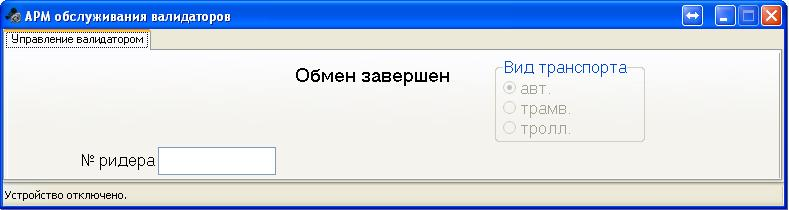 АРМ обслуживания валидаторов
Управление валидатором
Обмен завершен
Вид транспорта
авт.
трамв.
тролл.
№ ридера
Устройство отключено.